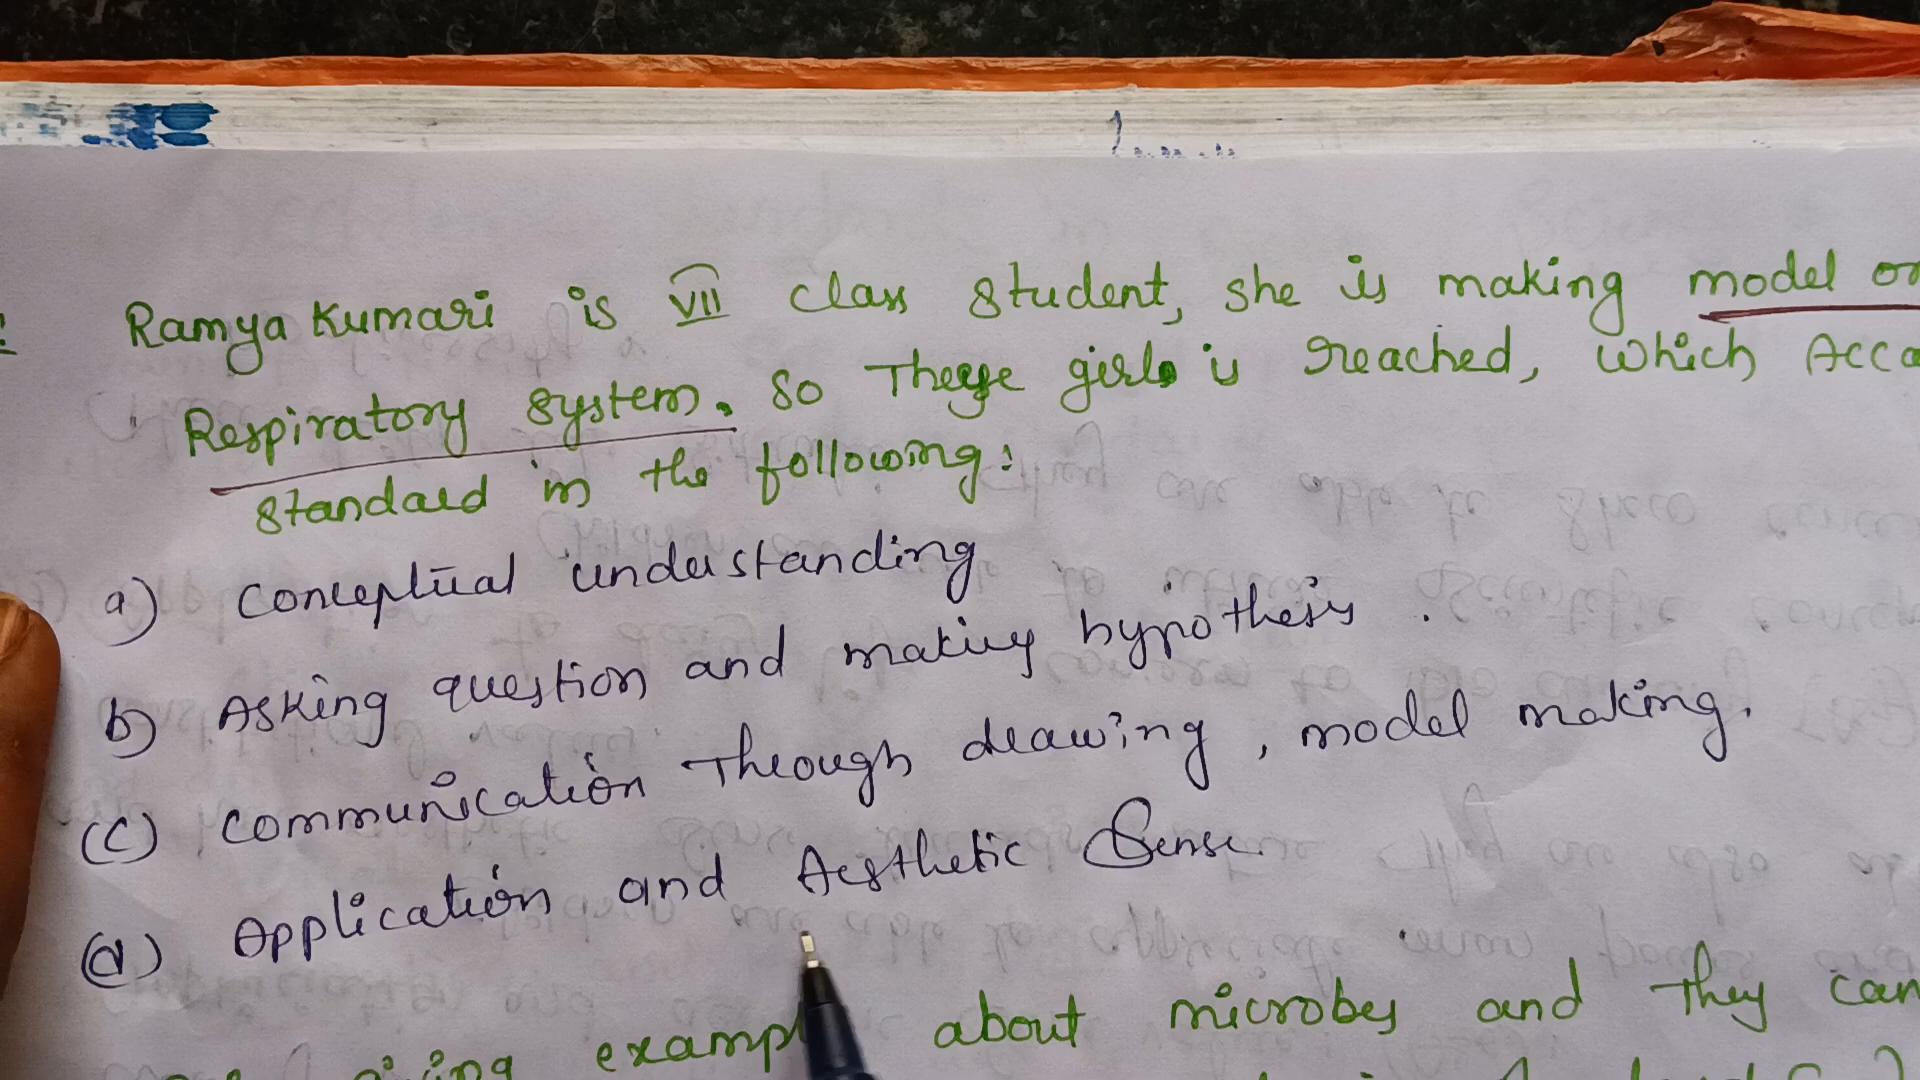 Ramya Kumari is VII class student, she is making model on
Respiratory system. So These girls is reached, which Acca
standard in the following:
a) Conceptual understanding
b) Asking question and making hypothesis.
(c) Communication Through drawing, model making.
(d) Application and Aesthetic Sense.
example about microbes and they can